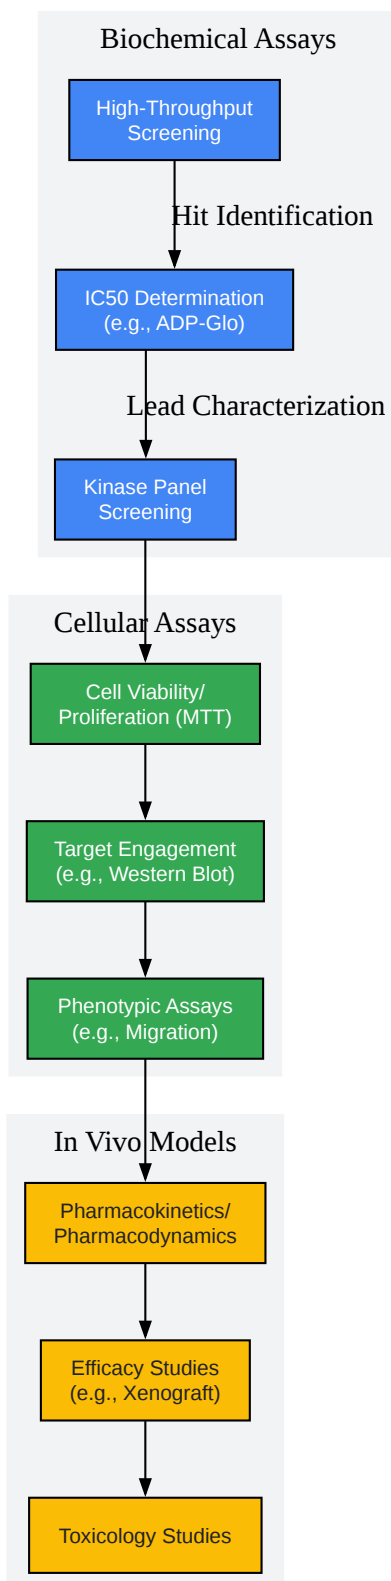 Biochemical Assays
High-Throughput
Screening
Hit Identification
IC50 Determination
(e.g., ADP-Glo)
Lead Characterization
Kinase Panel
Screening
Cellular Assays
Cell Viability/
Proliferation (MTT)
Target Engagement
(e.g., Western Blot)
Phenotypic Assays
(e.g., Migration)
In Vivo Models
Pharmacokinetics/
Pharmacodynamics
Efficacy Studies
(e.g., Xenograft)
Toxicology Studies